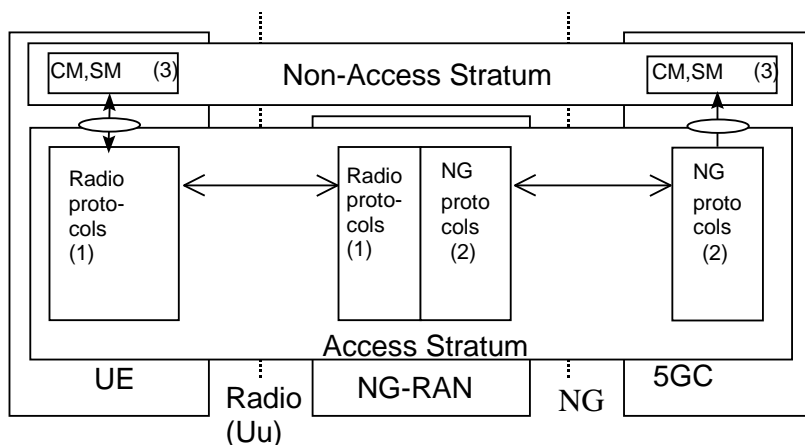 CM,SM (3)
Non-Access Stratum
CM,SM (3)
Radio
proto-
cols
(1)
Radio
proto-
cols
(1)
NG
proto
cols
(2)
NG
proto
cols
(2)
Access Stratum
UE
Radio
(Uu)
NG-RAN
NG
5GC